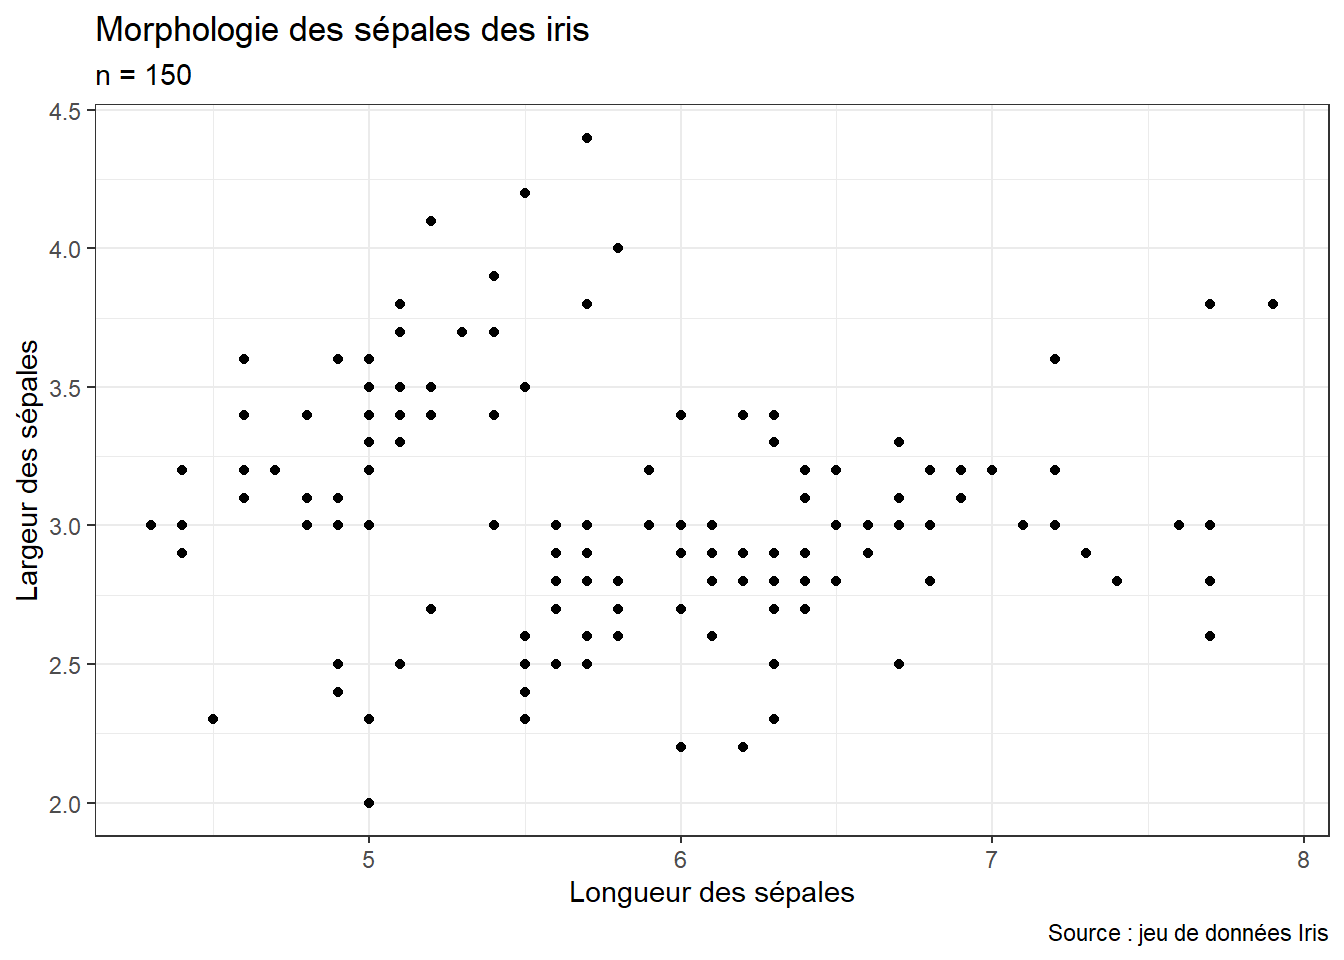 Morphologie des sépales des iris
n = 150
4.5
4.0
3.5
3.0
2.5
2.0
Largeur des sépales
5 6 7 8
Longueur des sépales
Source : jeu de données Iris